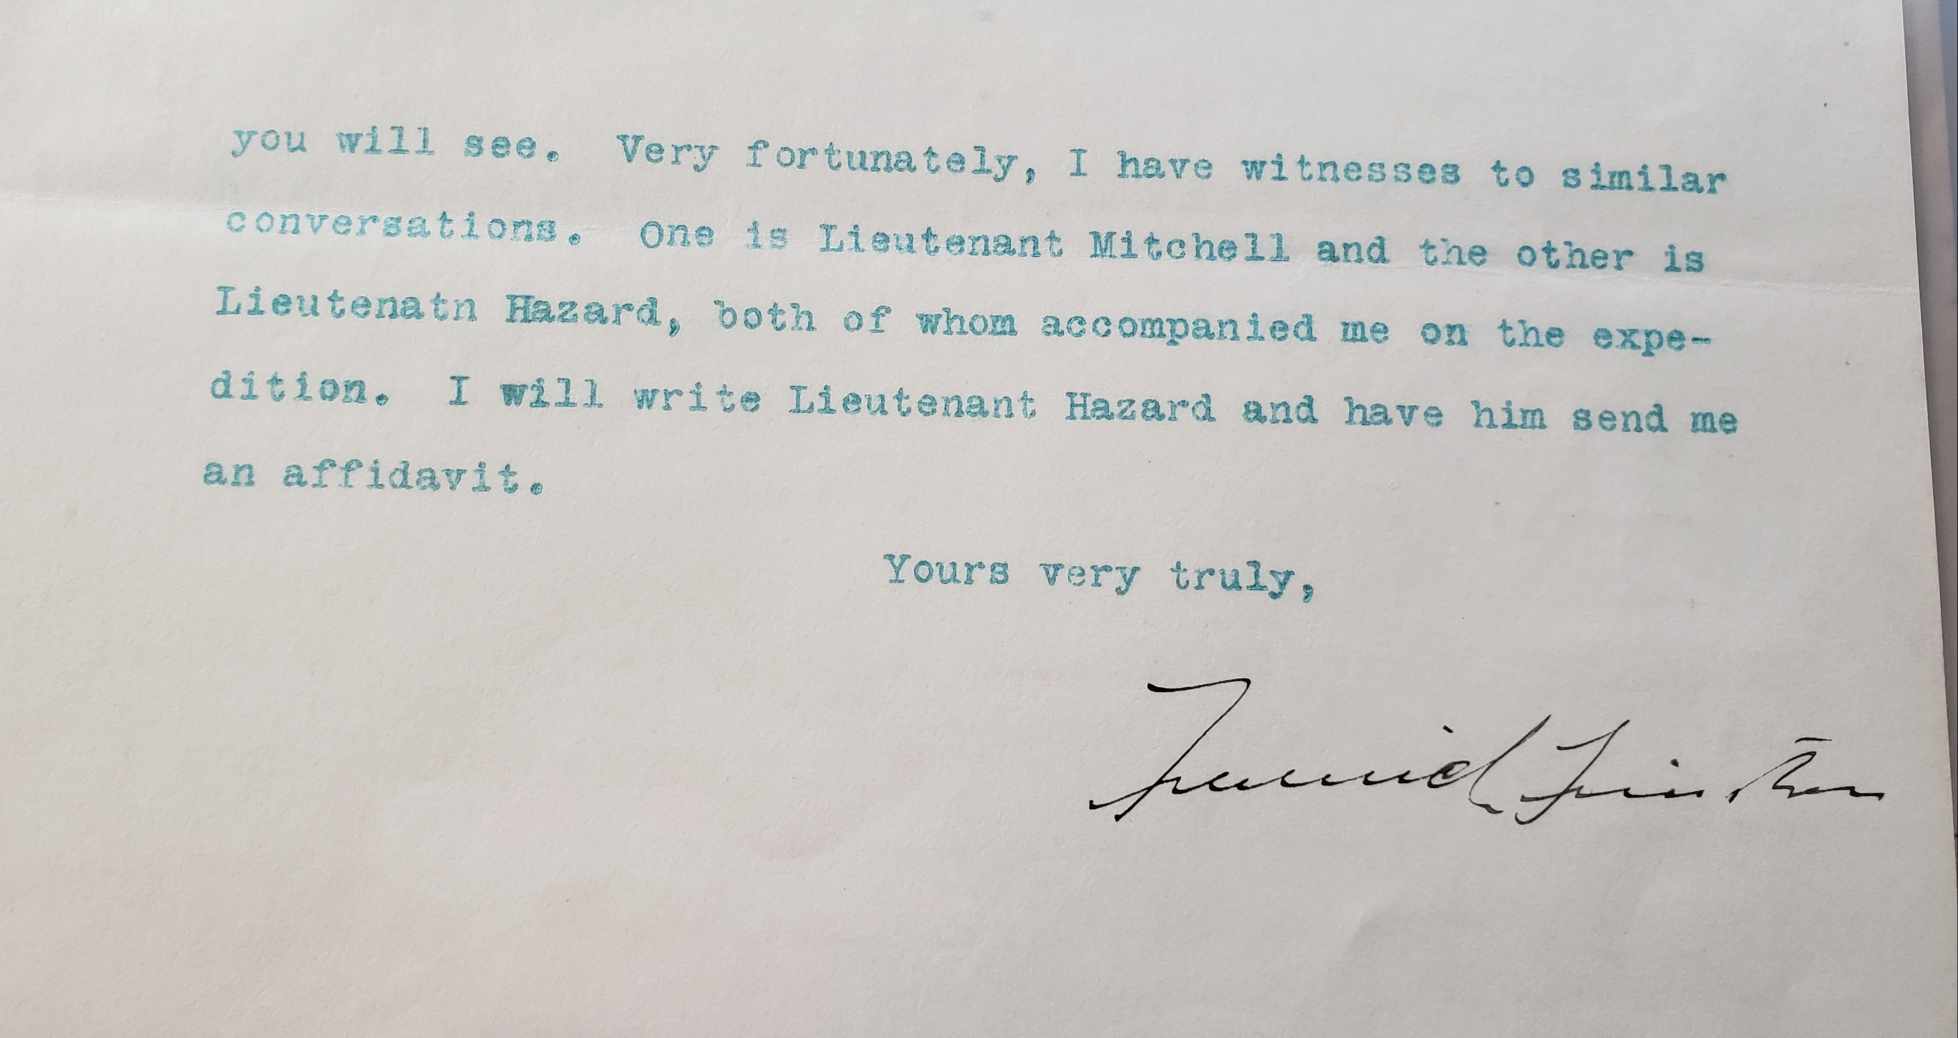 you will see. Very fortunately, I have witnesses to similar
conversations. One is Lieutenant Mitchell and the other is
Lieutenatn Hazard, both of whom accompanied me on the expe-
dition. I will write Lieutenant Hazard and have him send me
an affidavit.
Yours very truly,
Frederick Funston